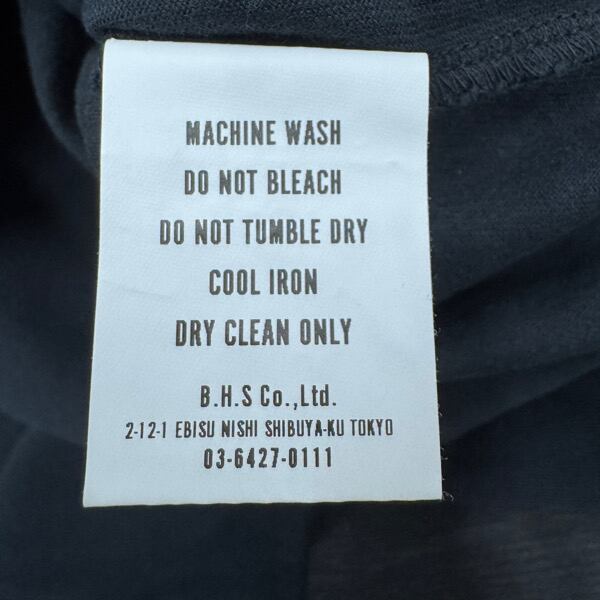 MACHINE WASH
DO NOT BLEACH
DO NOT TUMBLE DRY
COOL IRON
DRY CLEAN ONLY
B.H.S Co.,Ltd.
2-12-1 EBISU NISHI SHIBUYA-KU TOKYO
03-6427-0111